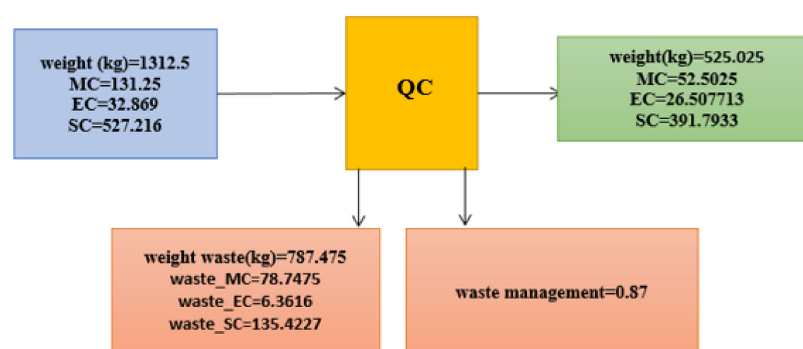 weight (kg)=1312.5
MC=131.25
EC=32.869
SC=527.216
QC
weight(kg)=525.025
MC=52.5025
EC=26.507713
SC=391.7933
weight waste(kg)=787.475
waste_MC=78.7475
waste_EC=6.3616
waste_SC=135.4227
waste management=0.87